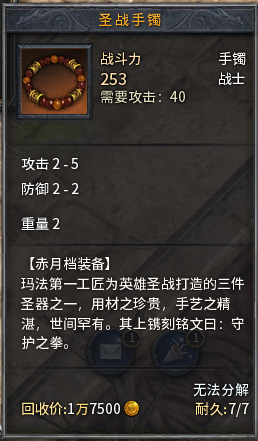 圣战手镯
战斗力 手镯
253 战士
需要攻击：40
攻击 2 - 5
防御 2 - 2
重量 2
【赤月档装备】
玛法第一工匠为英雄圣战打造的三件
圣器之一，用材之珍贵，手艺之精
湛，世间罕有。其上镌刻铭文曰：守
护之拳。
1 1
无法分解
回收价:1万7500 耐久:7/7